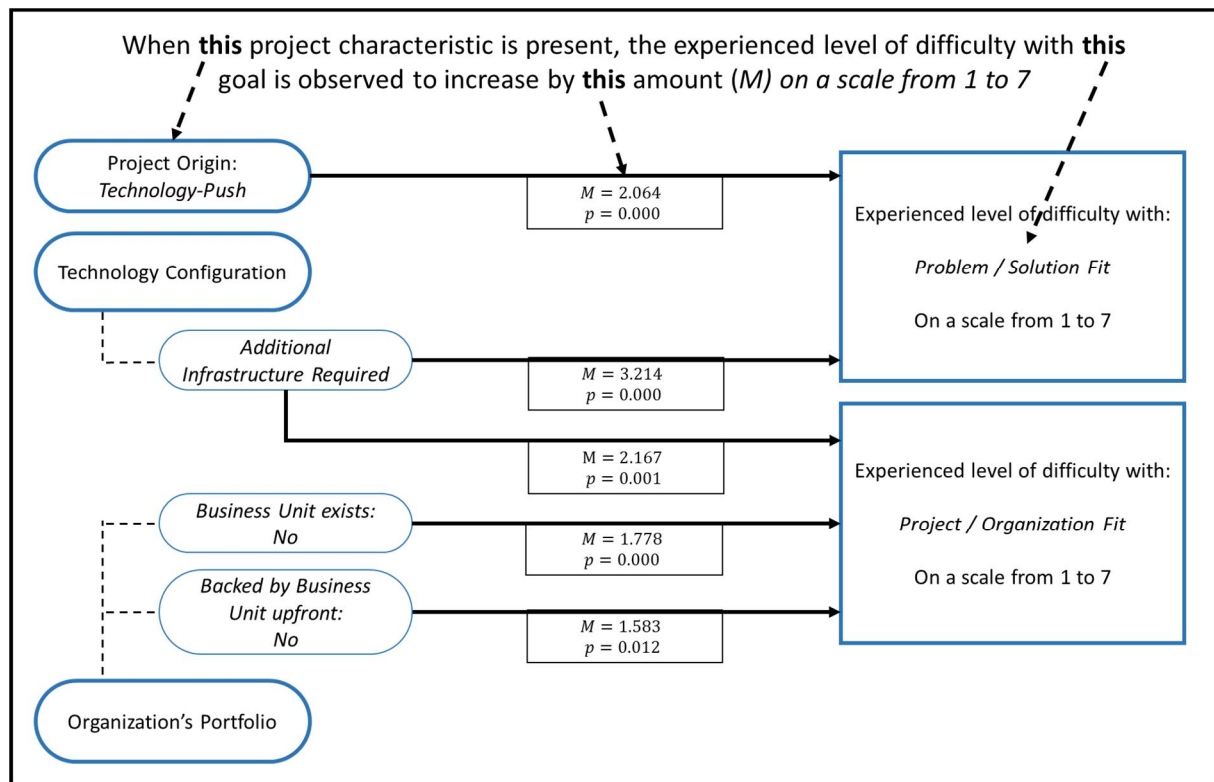 When this project characteristic is present, the experienced level of difficulty with this
goal is observed to increase by this amount (M) on a scale from 1 to 7
Project Origin:
Technology-Push
M = 2.064
p = 0.000
Experienced level of difficulty with:
Problem / Solution Fit
On a scale from 1 to 7
Technology Configuration
Additional
Infrastructure Required
M = 3.214
p = 0.000
M = 2.167
p = 0.001
Experienced level of difficulty with:
Project / Organization Fit
On a scale from 1 to 7
Business Unit exists:
No
M = 1.778
p = 0.000
Backed by Business
Unit upfront:
No
M = 1.583
p = 0.012
Organization’s Portfolio